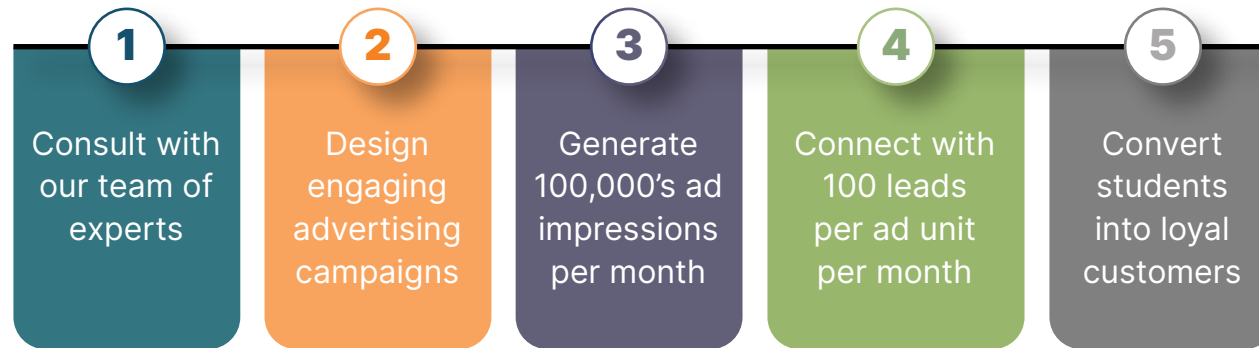 1
Consult with
our team of
experts
2
Design
engaging
advertising
campaigns
3
Generate
100,000’s ad
impressions
per month
4
Connect with
100 leads
per ad unit
per month
5
Convert
students
into loyal
customers